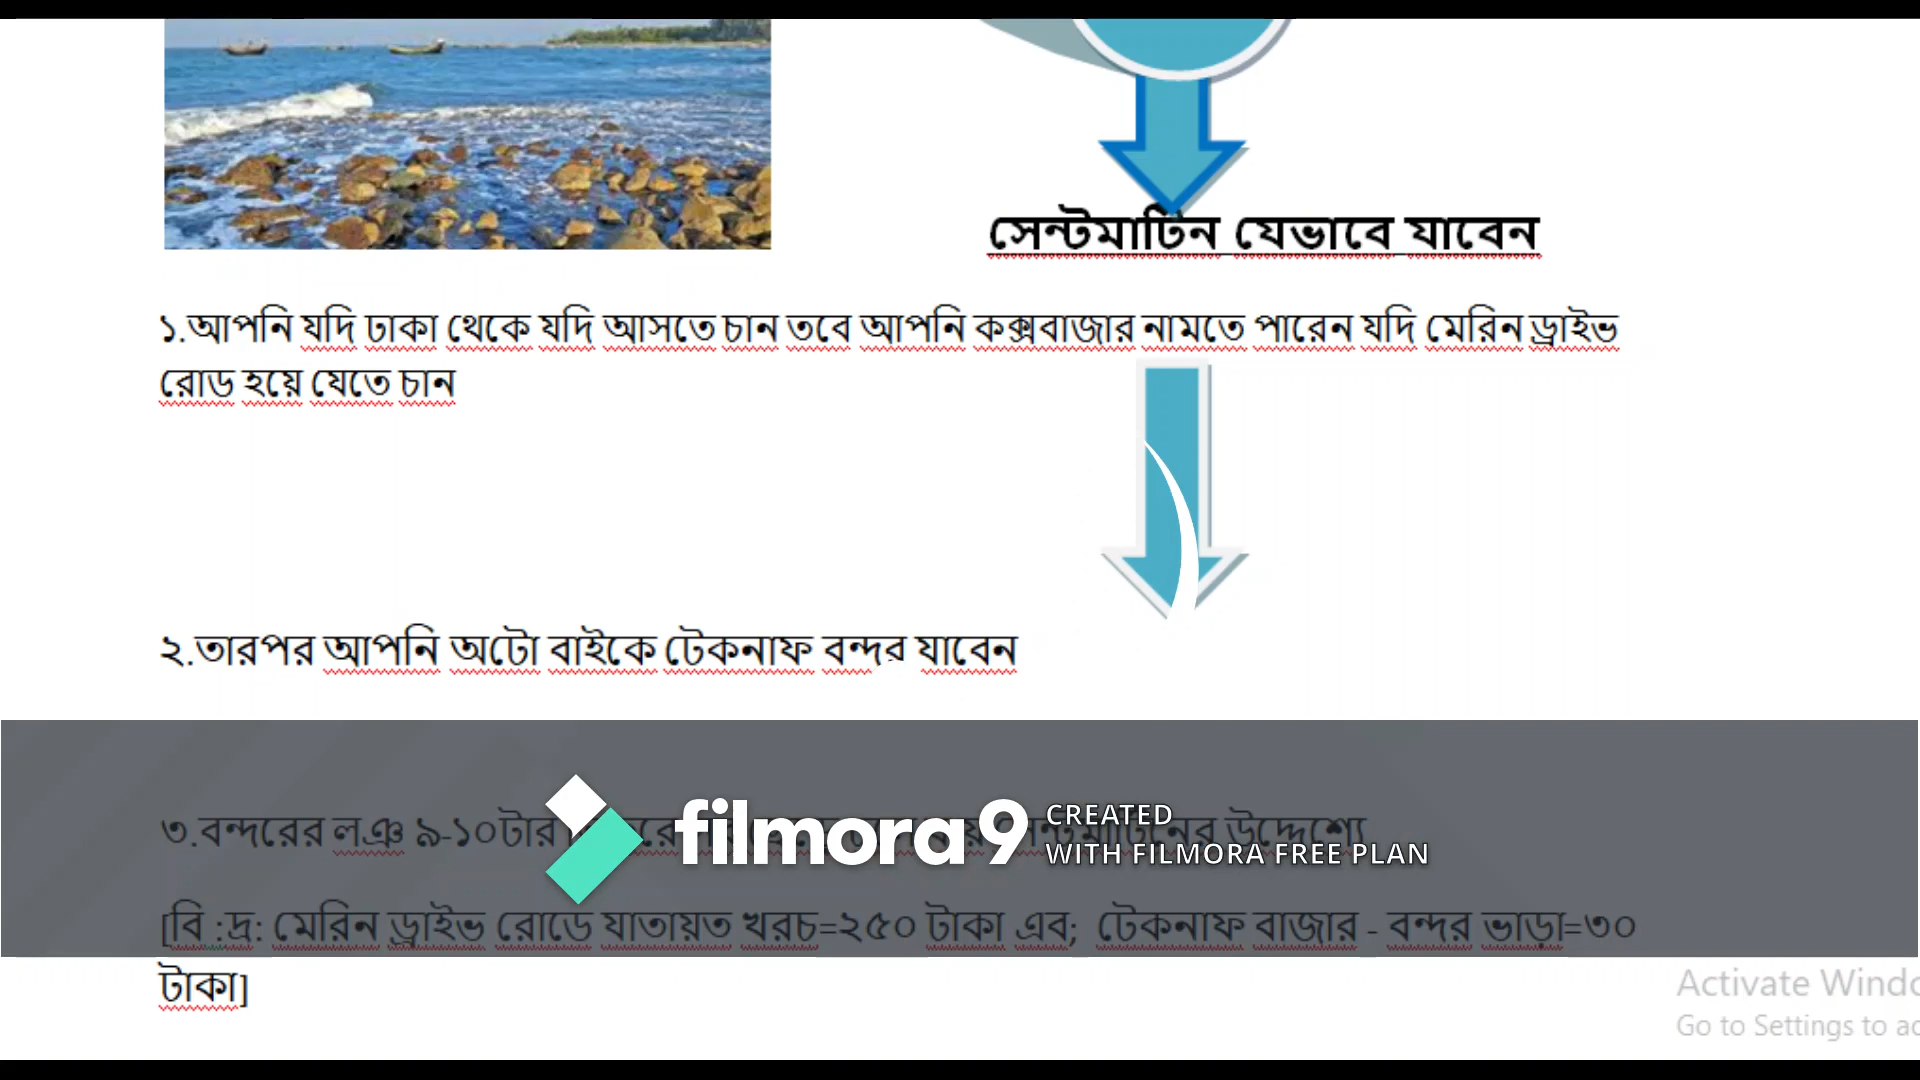 সেন্টমার্টিন যেভাবে যাবেন
১.আপনি যদি ঢাকা থেকে যদি আসতে চান তবে আপনি কক্সবাজার নামতে পারেন যদি মেরিন ড্রাইভ
রোড হয়ে যেতে চান
২.তারপর আপনি অটো বাইকে টেকনাফ বন্দর যাবেন
৩.বন্দরের লঞ্চ ৯-১০টার সেন্টমার্টিনের উদ্দেশ্যে
filmora9 CREATED
WITH FILMORA FREE PLAN
[বি :দ্র: মেরিন ড্রাইভ রোডে যাতায়ত খরচ=২৫০ টাকা এব; টেকনাফ বাজার - বন্দর ভাড়া=৩০
টাকা]
Activate Windo
Go to Settings to ac